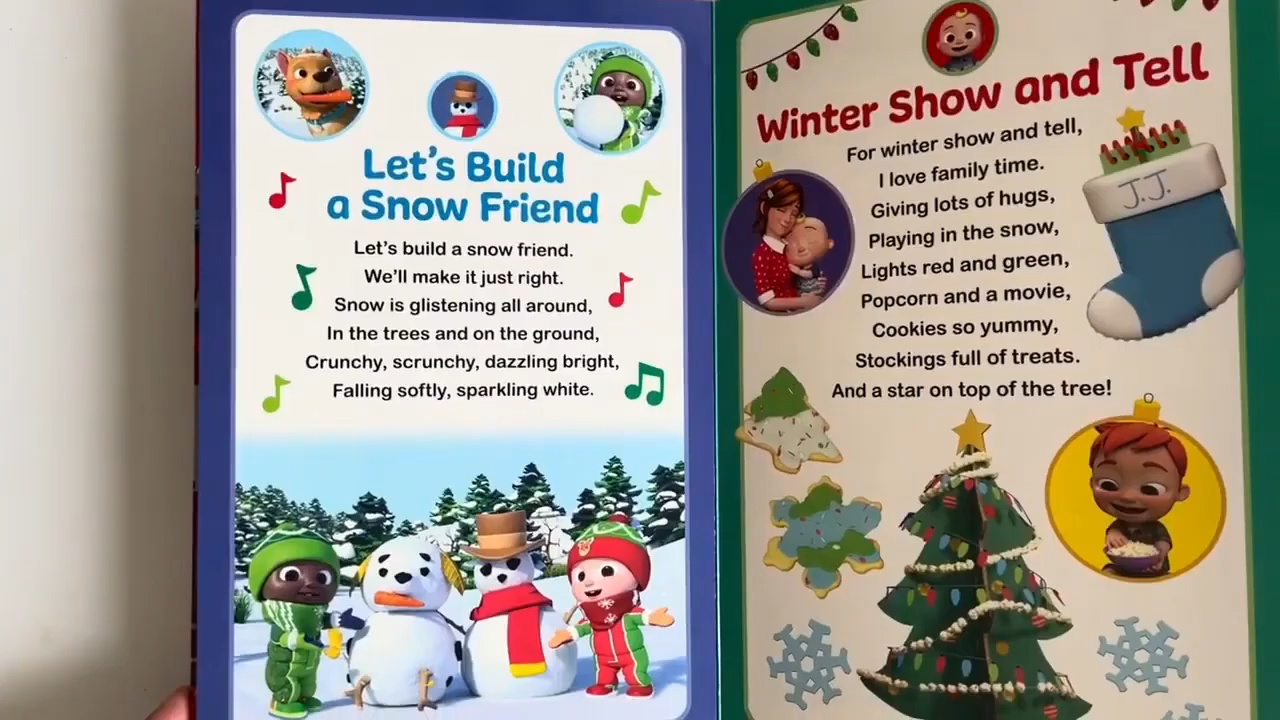 Let's Build
a Snow Friend
Let's build a snow friend.
We'll make it just right.
Snow is glistening all around,
In the trees and on the ground,
Crunchy, scrunchy, dazzling bright,
Falling softly, sparkling white.
Winter Show and Tell
For winter show and tell,
I love family time.
Giving lots of hugs,
Playing in the snow,
Lights red and green,
Popcorn and a movie,
Cookies so yummy,
Stockings full of treats.
And a star on top of the tree!
J.J.